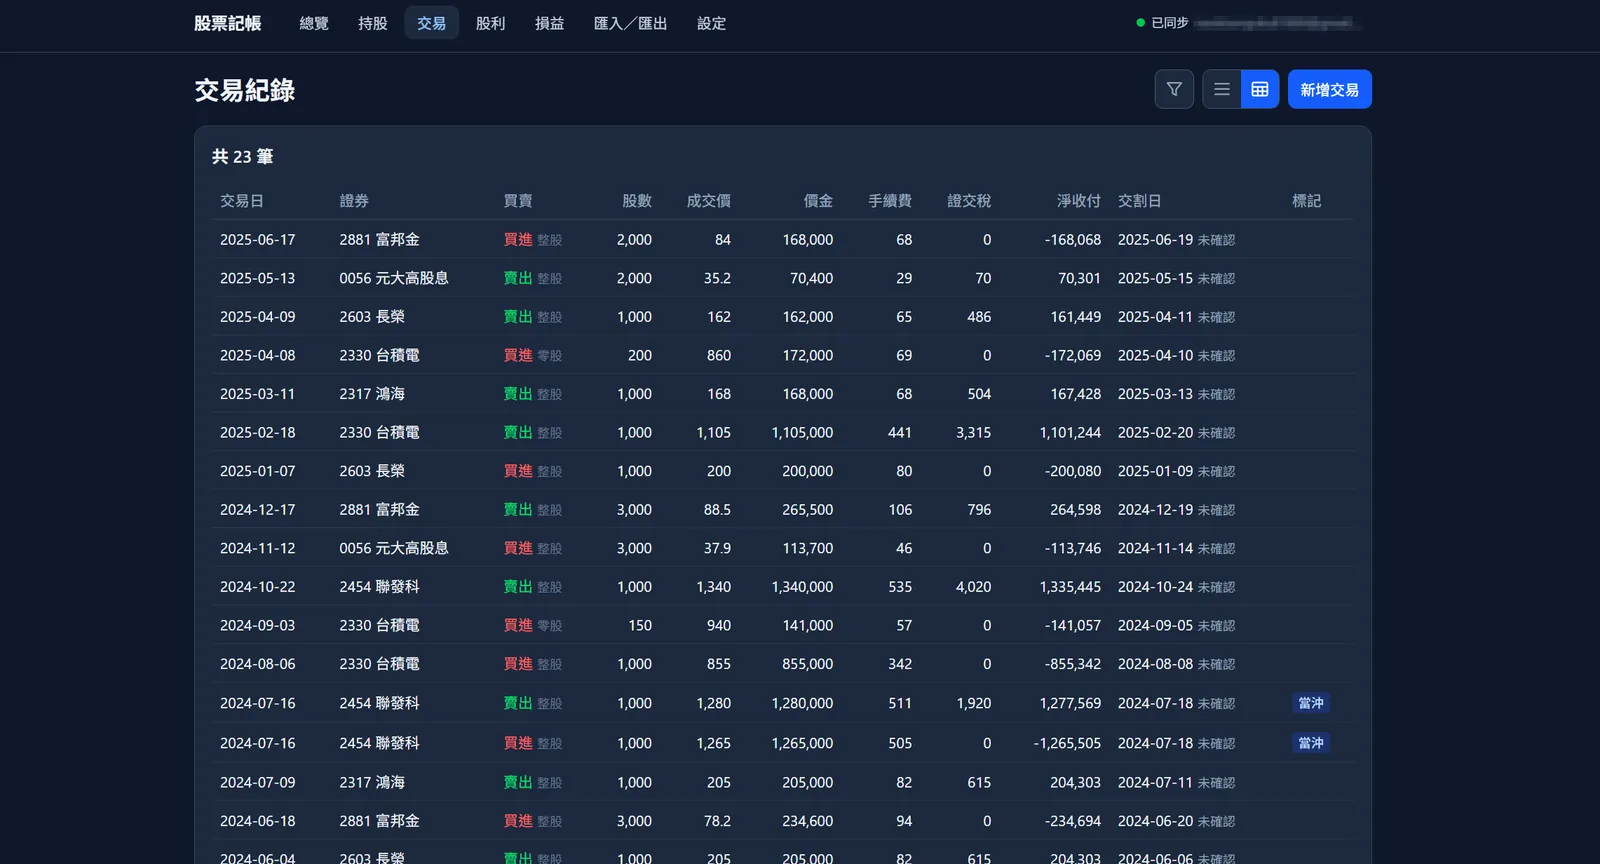 股票記帳 總覽 持股 交易 股利 損益 匯入／匯出 設定 已同步
交易紀錄 新增交易
共 23 筆
交易日 證券 買賣 股數 成交價 價金 手續費 證交稅 淨收付 交割日 標記
2025-06-17 2881 富邦金 買進 整股 2,000 84 168,000 68 0 -168,068 2025-06-19 未確認
2025-05-13 0056 元大高股息 賣出 整股 2,000 35.2 70,400 29 70 70,301 2025-05-15 未確認
2025-04-09 2603 長榮 賣出 整股 1,000 162 162,000 65 486 161,449 2025-04-11 未確認
2025-04-08 2330 台積電 買進 零股 200 860 172,000 69 0 -172,069 2025-04-10 未確認
2025-03-11 2317 鴻海 賣出 整股 1,000 168 168,000 68 504 167,428 2025-03-13 未確認
2025-02-18 2330 台積電 賣出 整股 1,000 1,105 1,105,000 441 3,315 1,101,244 2025-02-20 未確認
2025-01-07 2603 長榮 買進 整股 1,000 200 200,000 80 0 -200,080 2025-01-09 未確認
2024-12-17 2881 富邦金 賣出 整股 3,000 88.5 265,500 106 796 264,598 2024-12-19 未確認
2024-11-12 0056 元大高股息 買進 整股 3,000 37.9 113,700 46 0 -113,746 2024-11-14 未確認
2024-10-22 2454 聯發科 賣出 整股 1,000 1,340 1,340,000 535 4,020 1,335,445 2024-10-24 未確認
2024-09-03 2330 台積電 買進 零股 150 940 141,000 57 0 -141,057 2024-09-05 未確認
2024-08-06 2330 台積電 買進 整股 1,000 855 855,000 342 0 -855,342 2024-08-08 未確認
2024-07-16 2454 聯發科 賣出 整股 1,000 1,280 1,280,000 511 1,920 1,277,569 2024-07-18 未確認 當沖
2024-07-16 2454 聯發科 買進 整股 1,000 1,265 1,265,000 505 0 -1,265,505 2024-07-18 未確認 當沖
2024-07-09 2317 鴻海 賣出 整股 1,000 205 205,000 82 615 204,303 2024-07-11 未確認
2024-06-18 2881 富邦金 買進 整股 3,000 78.2 234,600 94 0 -234,694 2024-06-20 未確認
2024-06-04 2603 長榮 賣出 整股 1,000 205 205,000 82 615 204,303 2024-06-06 未確認